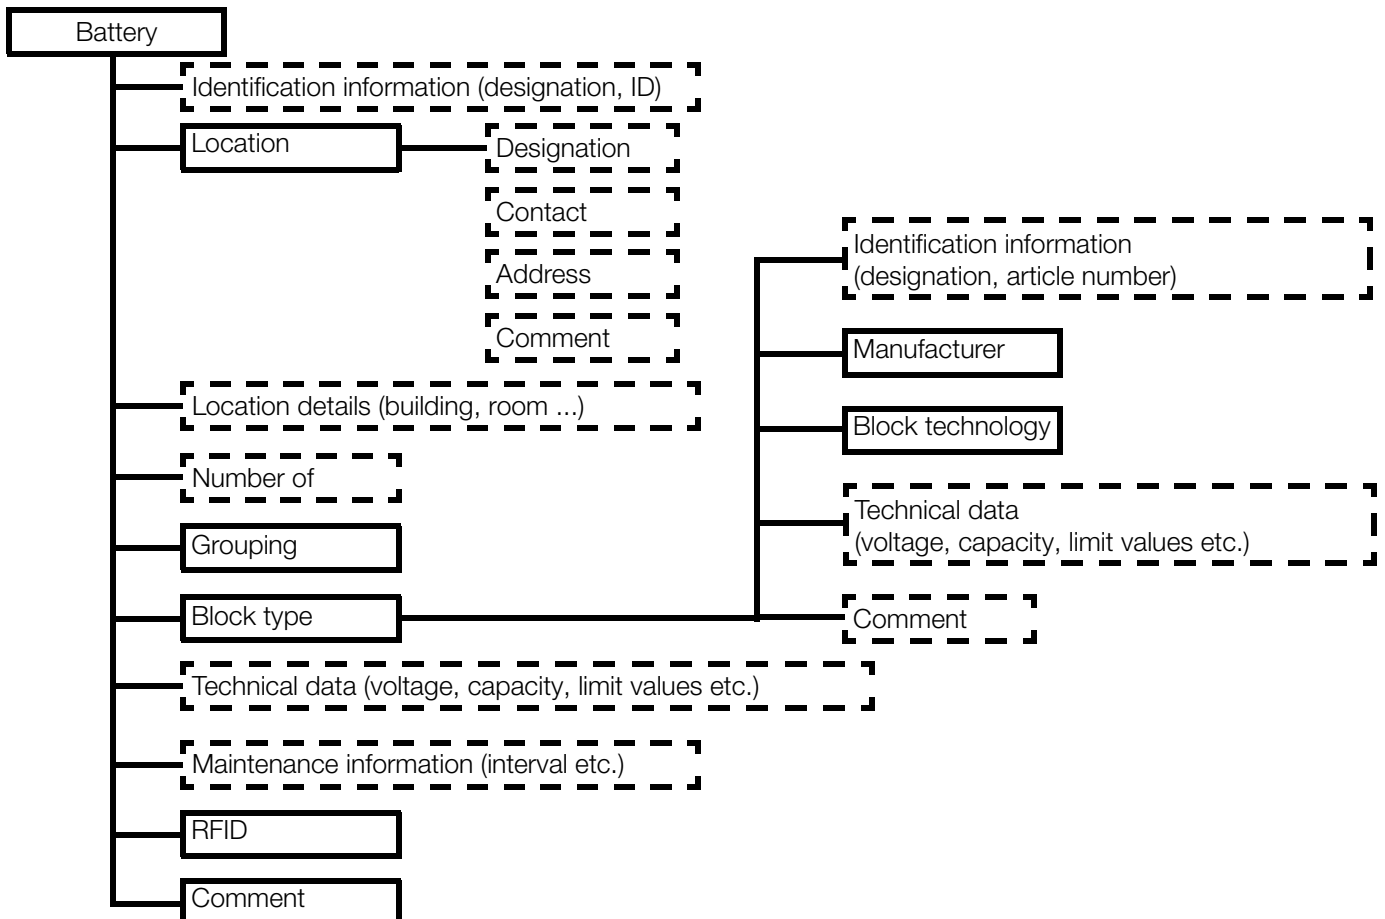 Battery
Identification information (designation, ID)
Location
Designation
Contact
Address
Comment
Location details (building, room ...)
Number of
Grouping
Block type
Identification information
(designation, article number)
Manufacturer
Block technology
Technical data
(voltage, capacity, limit values etc.)
Comment
Technical data (voltage, capacity, limit values etc.)
Maintenance information (interval etc.)
RFID
Comment